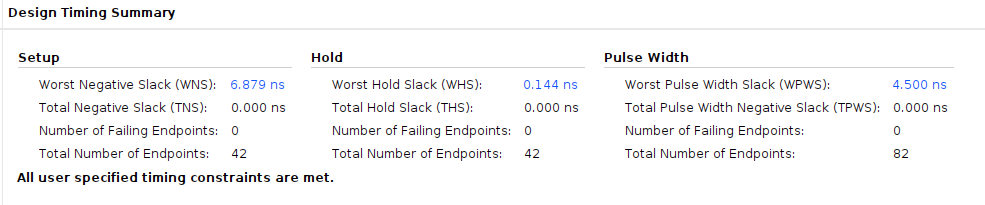 Design Timing Summary
Setup Hold Pulse Width
Worst Negative Slack (WNS): 6.879 ns Worst Hold Slack (WHS): 0.144 ns Worst Pulse Width Slack (WPWS): 4.500 ns
Total Negative Slack (TNS): 0.000 ns Total Hold Slack (THS): 0.000 ns Total Pulse Width Negative Slack (TPWS): 0.000 ns
Number of Failing Endpoints: 0 Number of Failing Endpoints: 0 Number of Failing Endpoints: 0
Total Number of Endpoints: 42 Total Number of Endpoints: 42 Total Number of Endpoints: 82
All user specified timing constraints are met.